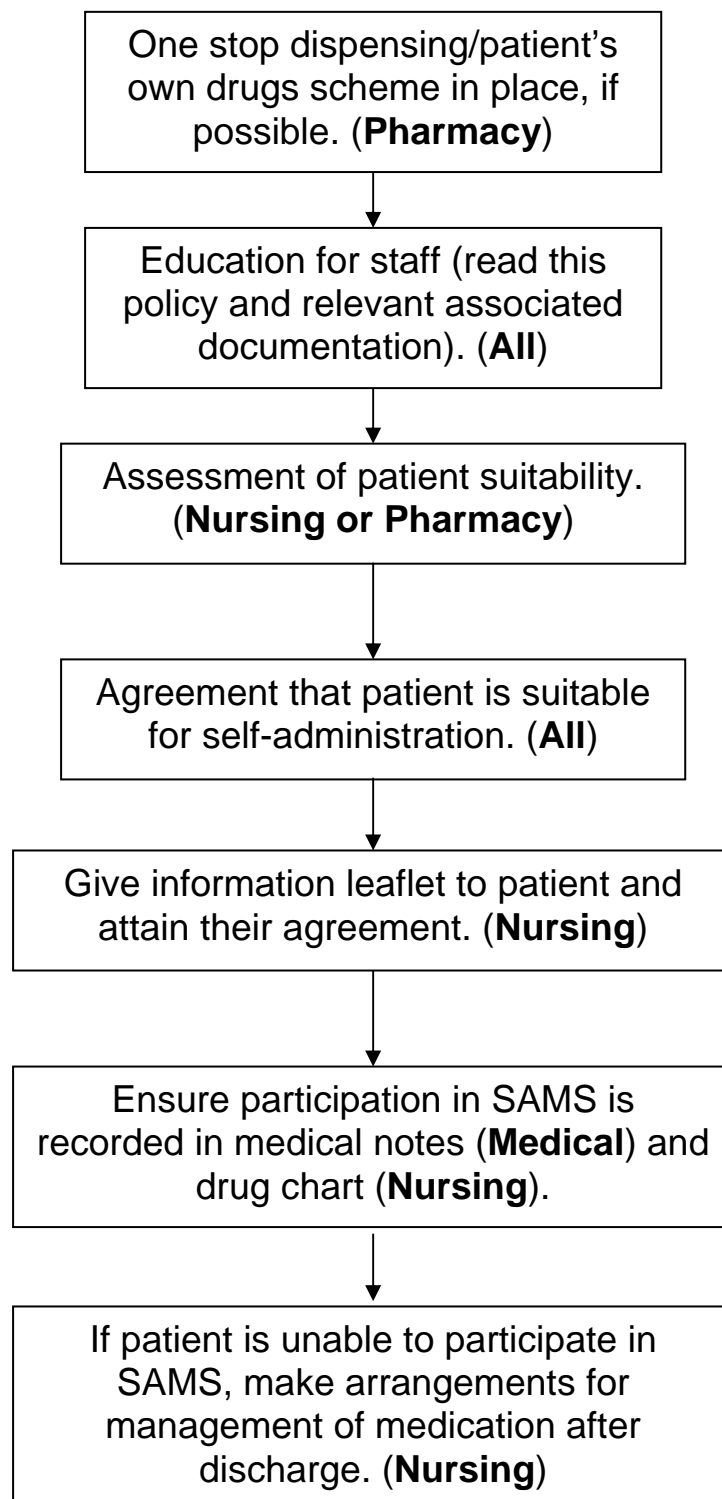 One stop dispensing/patient’s
own drugs scheme in place, if
possible. (Pharmacy)
Education for staff (read this
policy and relevant associated
documentation). (All)
Assessment of patient suitability.
(Nursing or Pharmacy)
Agreement that patient is suitable
for self-administration. (All)
Give information leaflet to patient and
attain their agreement. (Nursing)
Ensure participation in SAMS is
recorded in medical notes (Medical) and
drug chart (Nursing).
If patient is unable to participate in
SAMS, make arrangements for
management of medication after
discharge. (Nursing)